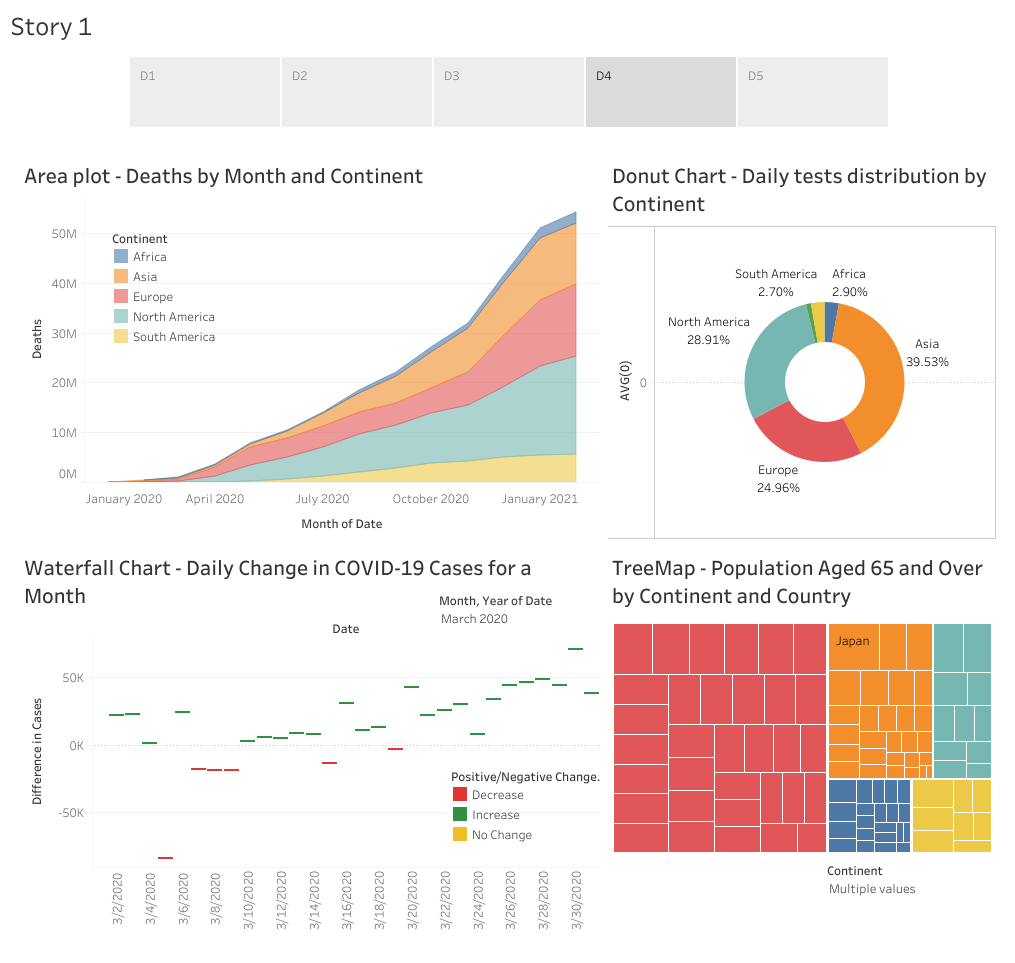 Story 1
D1
D2
D3
D4
D5
Area plot - Deaths by Month and Continent
50M
40M
30M
20M
10M
0M
Deaths
Continent
Africa
Asia
Europe
North America
South America
January 2020
April 2020
July 2020
October 2020
January 2021
Month of Date
Donut Chart - Daily tests distribution by
Continent
AVG(0)
0
South America
2.70%
Africa
2.90%
North America
28.91%
Asia
39.53%
Europe
24.96%
Waterfall Chart - Daily Change in COVID-19 Cases for a
Month
Month, Year of Date
March 2020
Date
50K
0K
-50K
Difference in Cases
Positive/Negative Change.
Decrease
Increase
No Change
3/2/2020
3/4/2020
3/6/2020
3/8/2020
3/10/2020
3/12/2020
3/14/2020
3/16/2020
3/18/2020
3/20/2020
3/22/2020
3/24/2020
3/26/2020
3/28/2020
3/30/2020
TreeMap - Population Aged 65 and Over
by Continent and Country
Japan
Continent
Multiple values